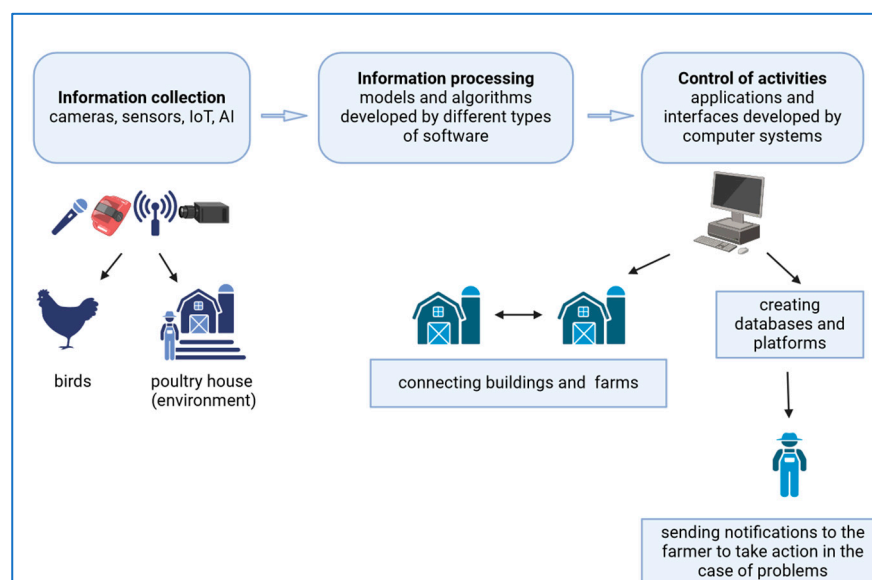 Information collection
cameras, sensors, IoT, AI
Information processing
models and algorithms
developed by different types
of software
Control of activities
applications and
interfaces developed by
computer systems
birds
poultry house
(environment)
connecting buildings and farms
creating
databases and
platforms
sending notifications to the
farmer to take action in the
case of problems